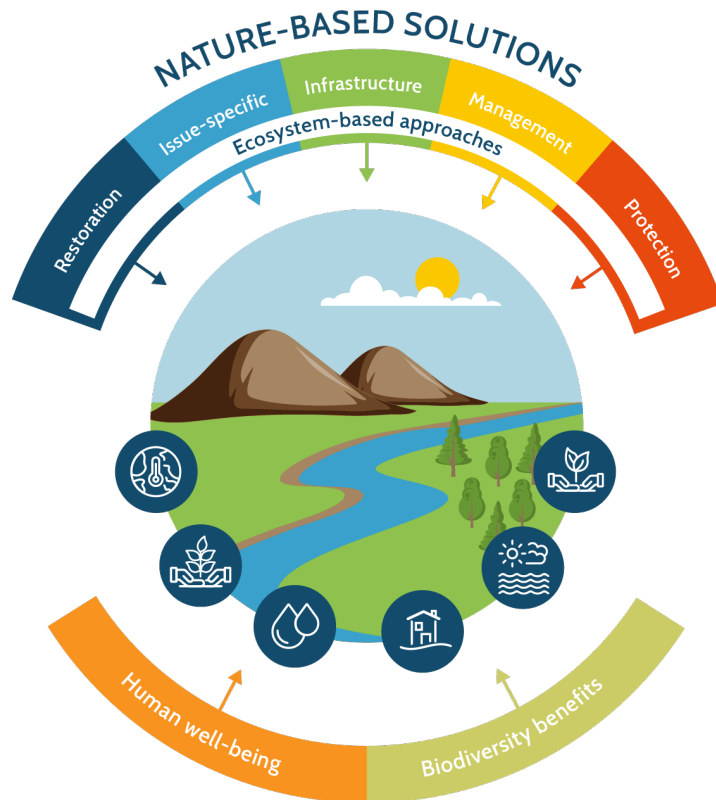 NATURE-BASED SOLUTIONS
Restoration
Issue-specific
Infrastructure
Management
Protection
Ecosystem-based approaches
Human well-being
Biodiversity benefits